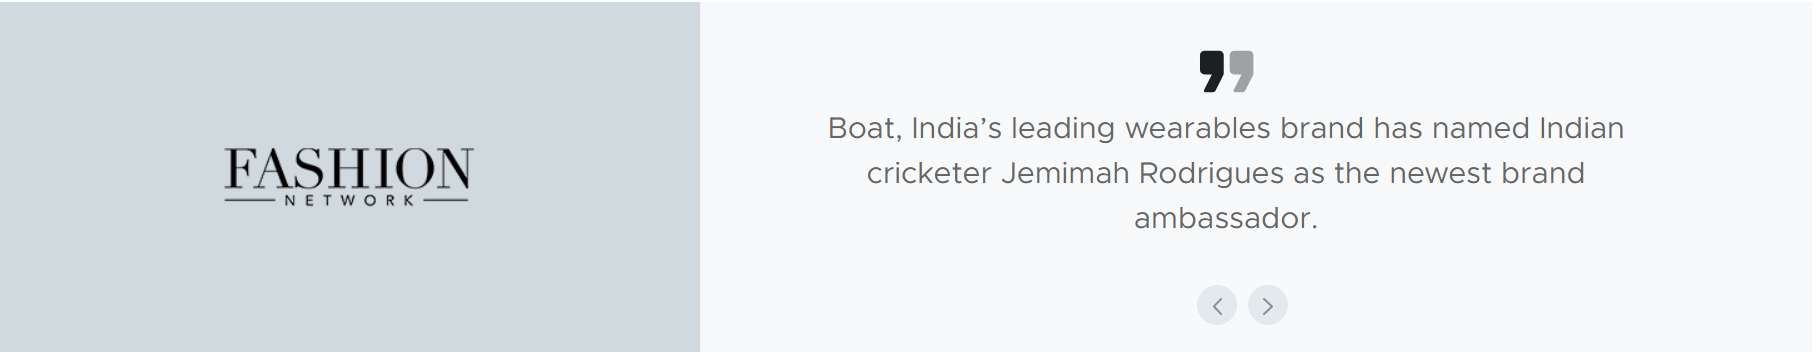 FASHION
NETWORK
Boat, India’s leading wearables brand has named Indian
cricketer Jemimah Rodrigues as the newest brand
ambassador.